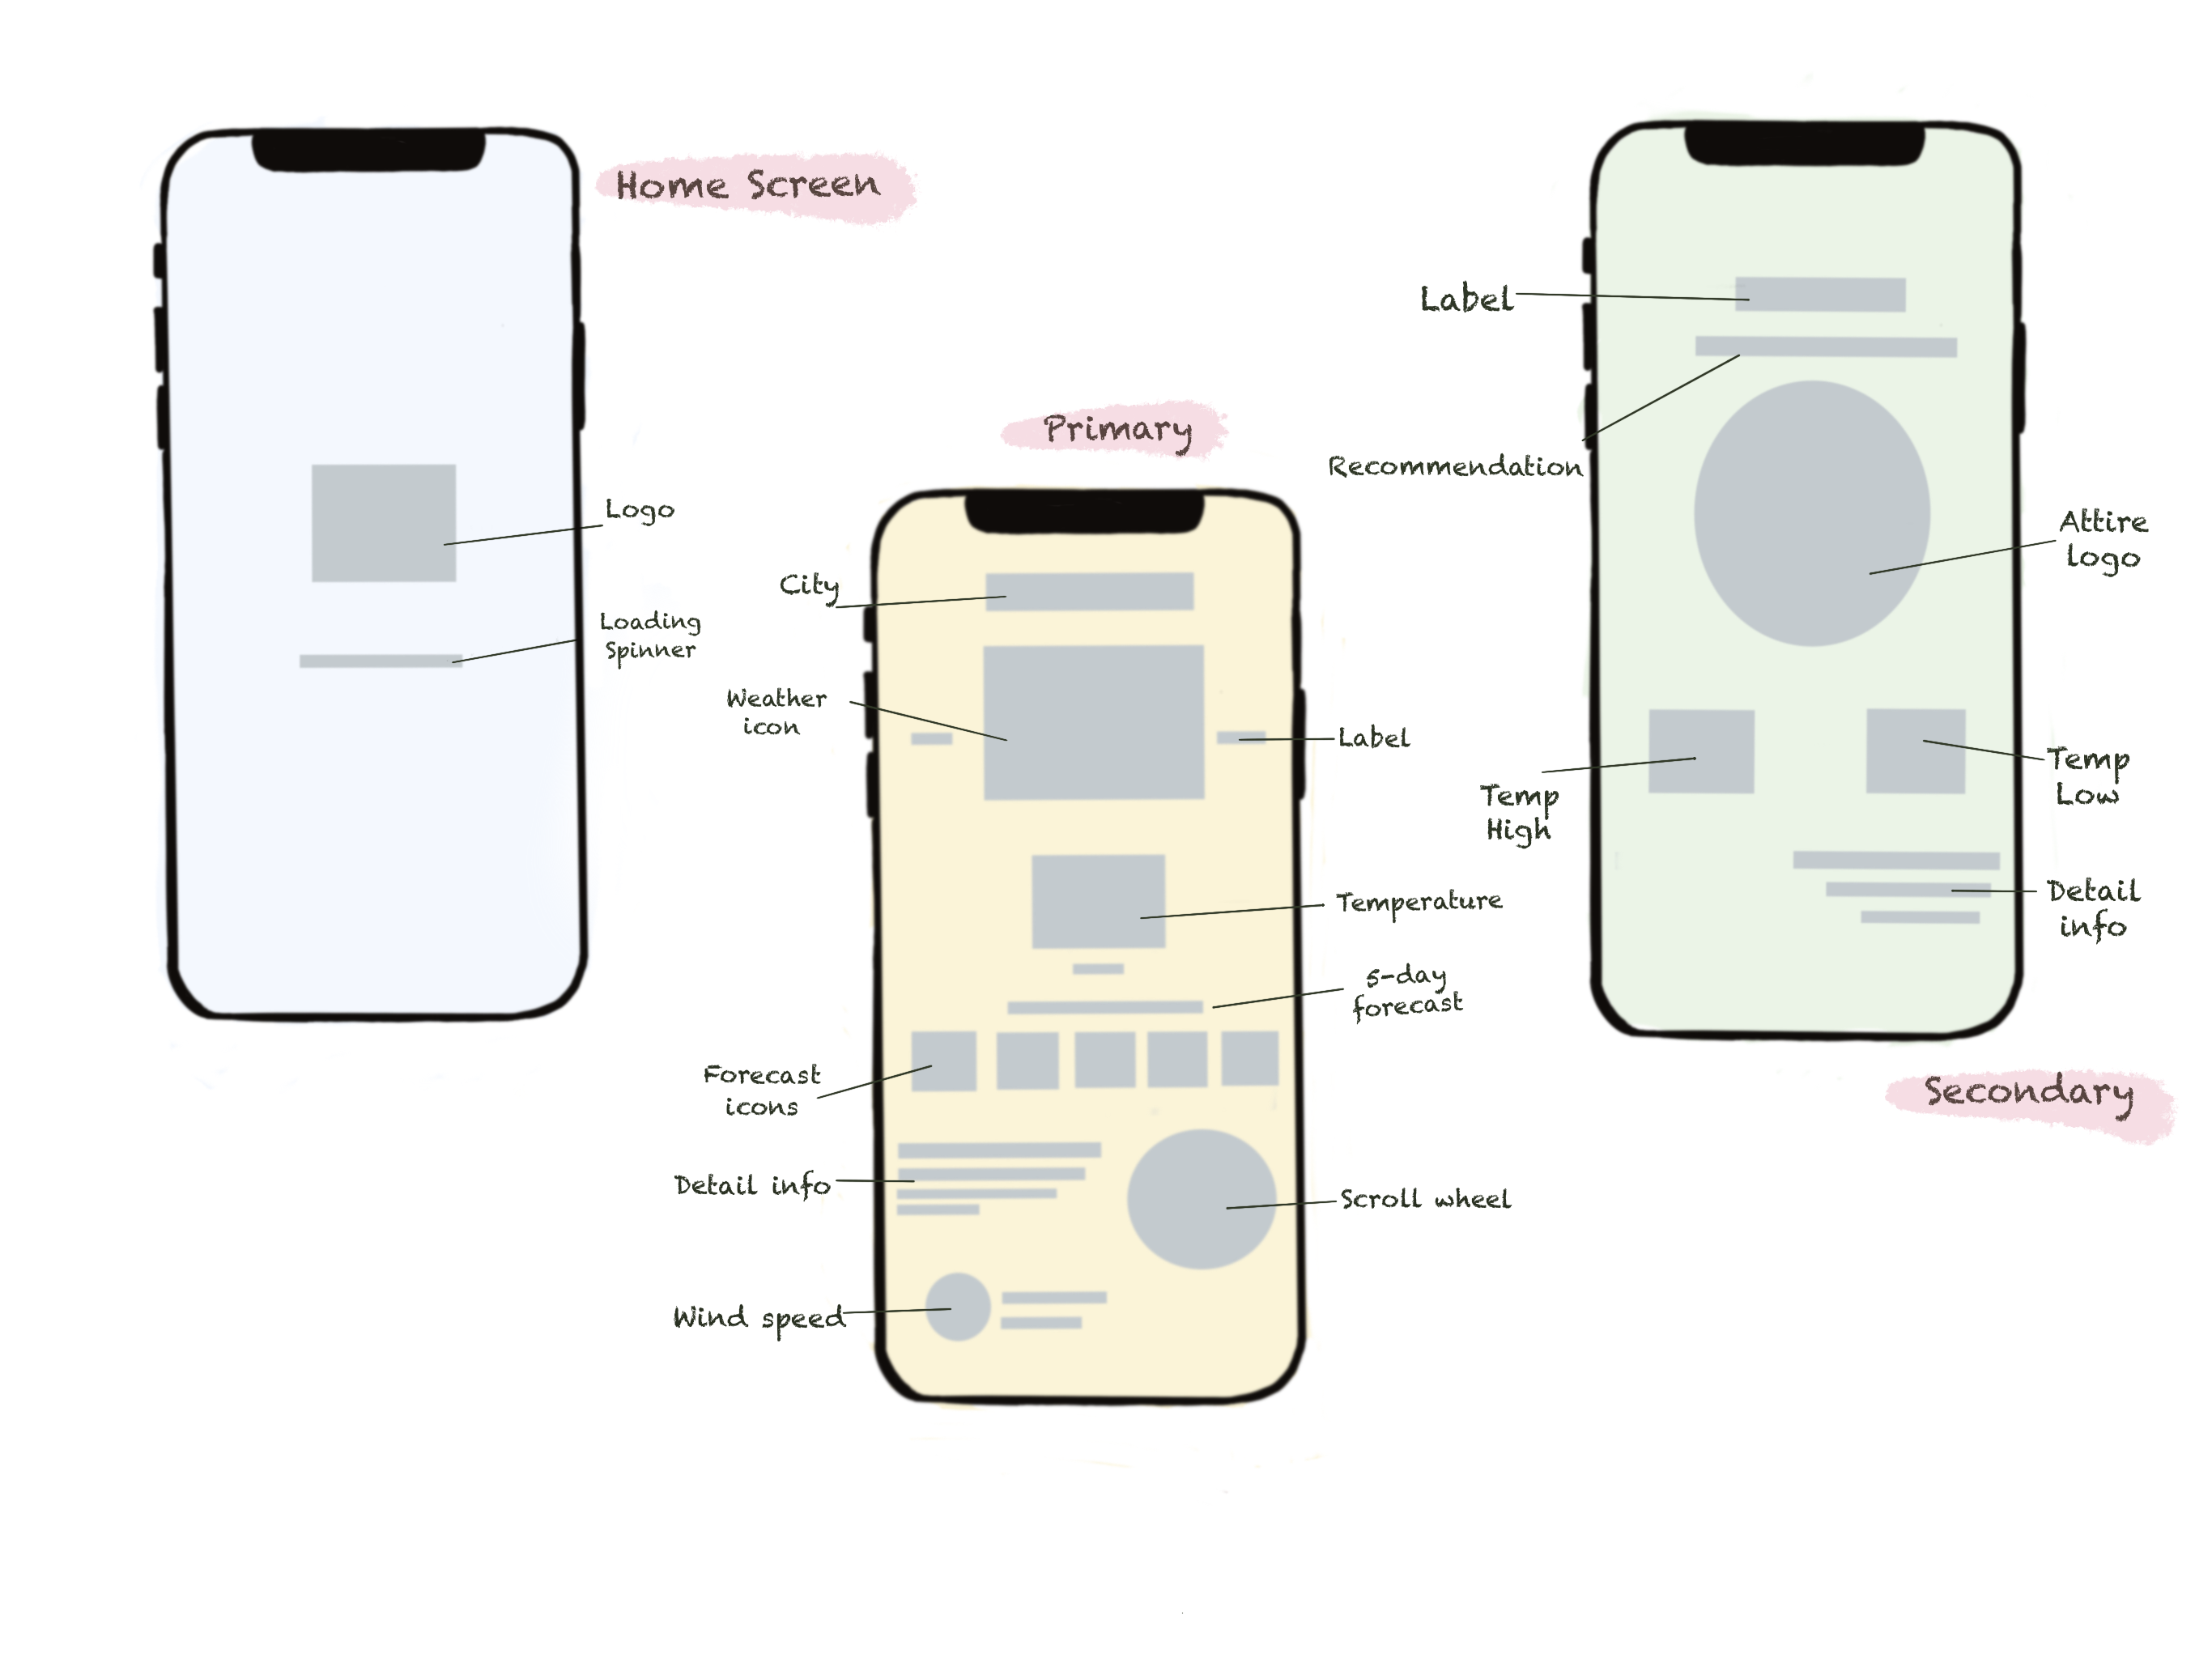 Home Screen
Logo
Loading
Spinner
Primary
City
Weather
icon
Label
Temperature
5-day
forecast
Forecast
icons
Detail info
Scroll wheel
Wind speed
Label
Recommendation
Attire
logo
Temp
High
Temp
Low
Detail
info
Secondary